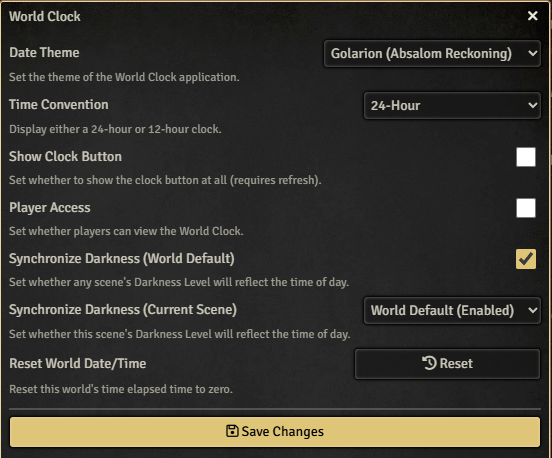 World Clock
Date Theme
Golarion (Absalom Reckoning)
Set the theme of the World Clock application.
Time Convention
24-Hour
Display either a 24-hour or 12-hour clock.
Show Clock Button
Set whether to show the clock button at all (requires refresh).
Player Access
Set whether players can view the World Clock.
Synchronize Darkness (World Default)
Set whether any scene's Darkness Level will reflect the time of day.
Synchronize Darkness (Current Scene)
World Default (Enabled)
Set whether this scene's Darkness Level will reflect the time of day.
Reset World Date/Time
Reset
Reset this world's time elapsed time to zero.
Save Changes